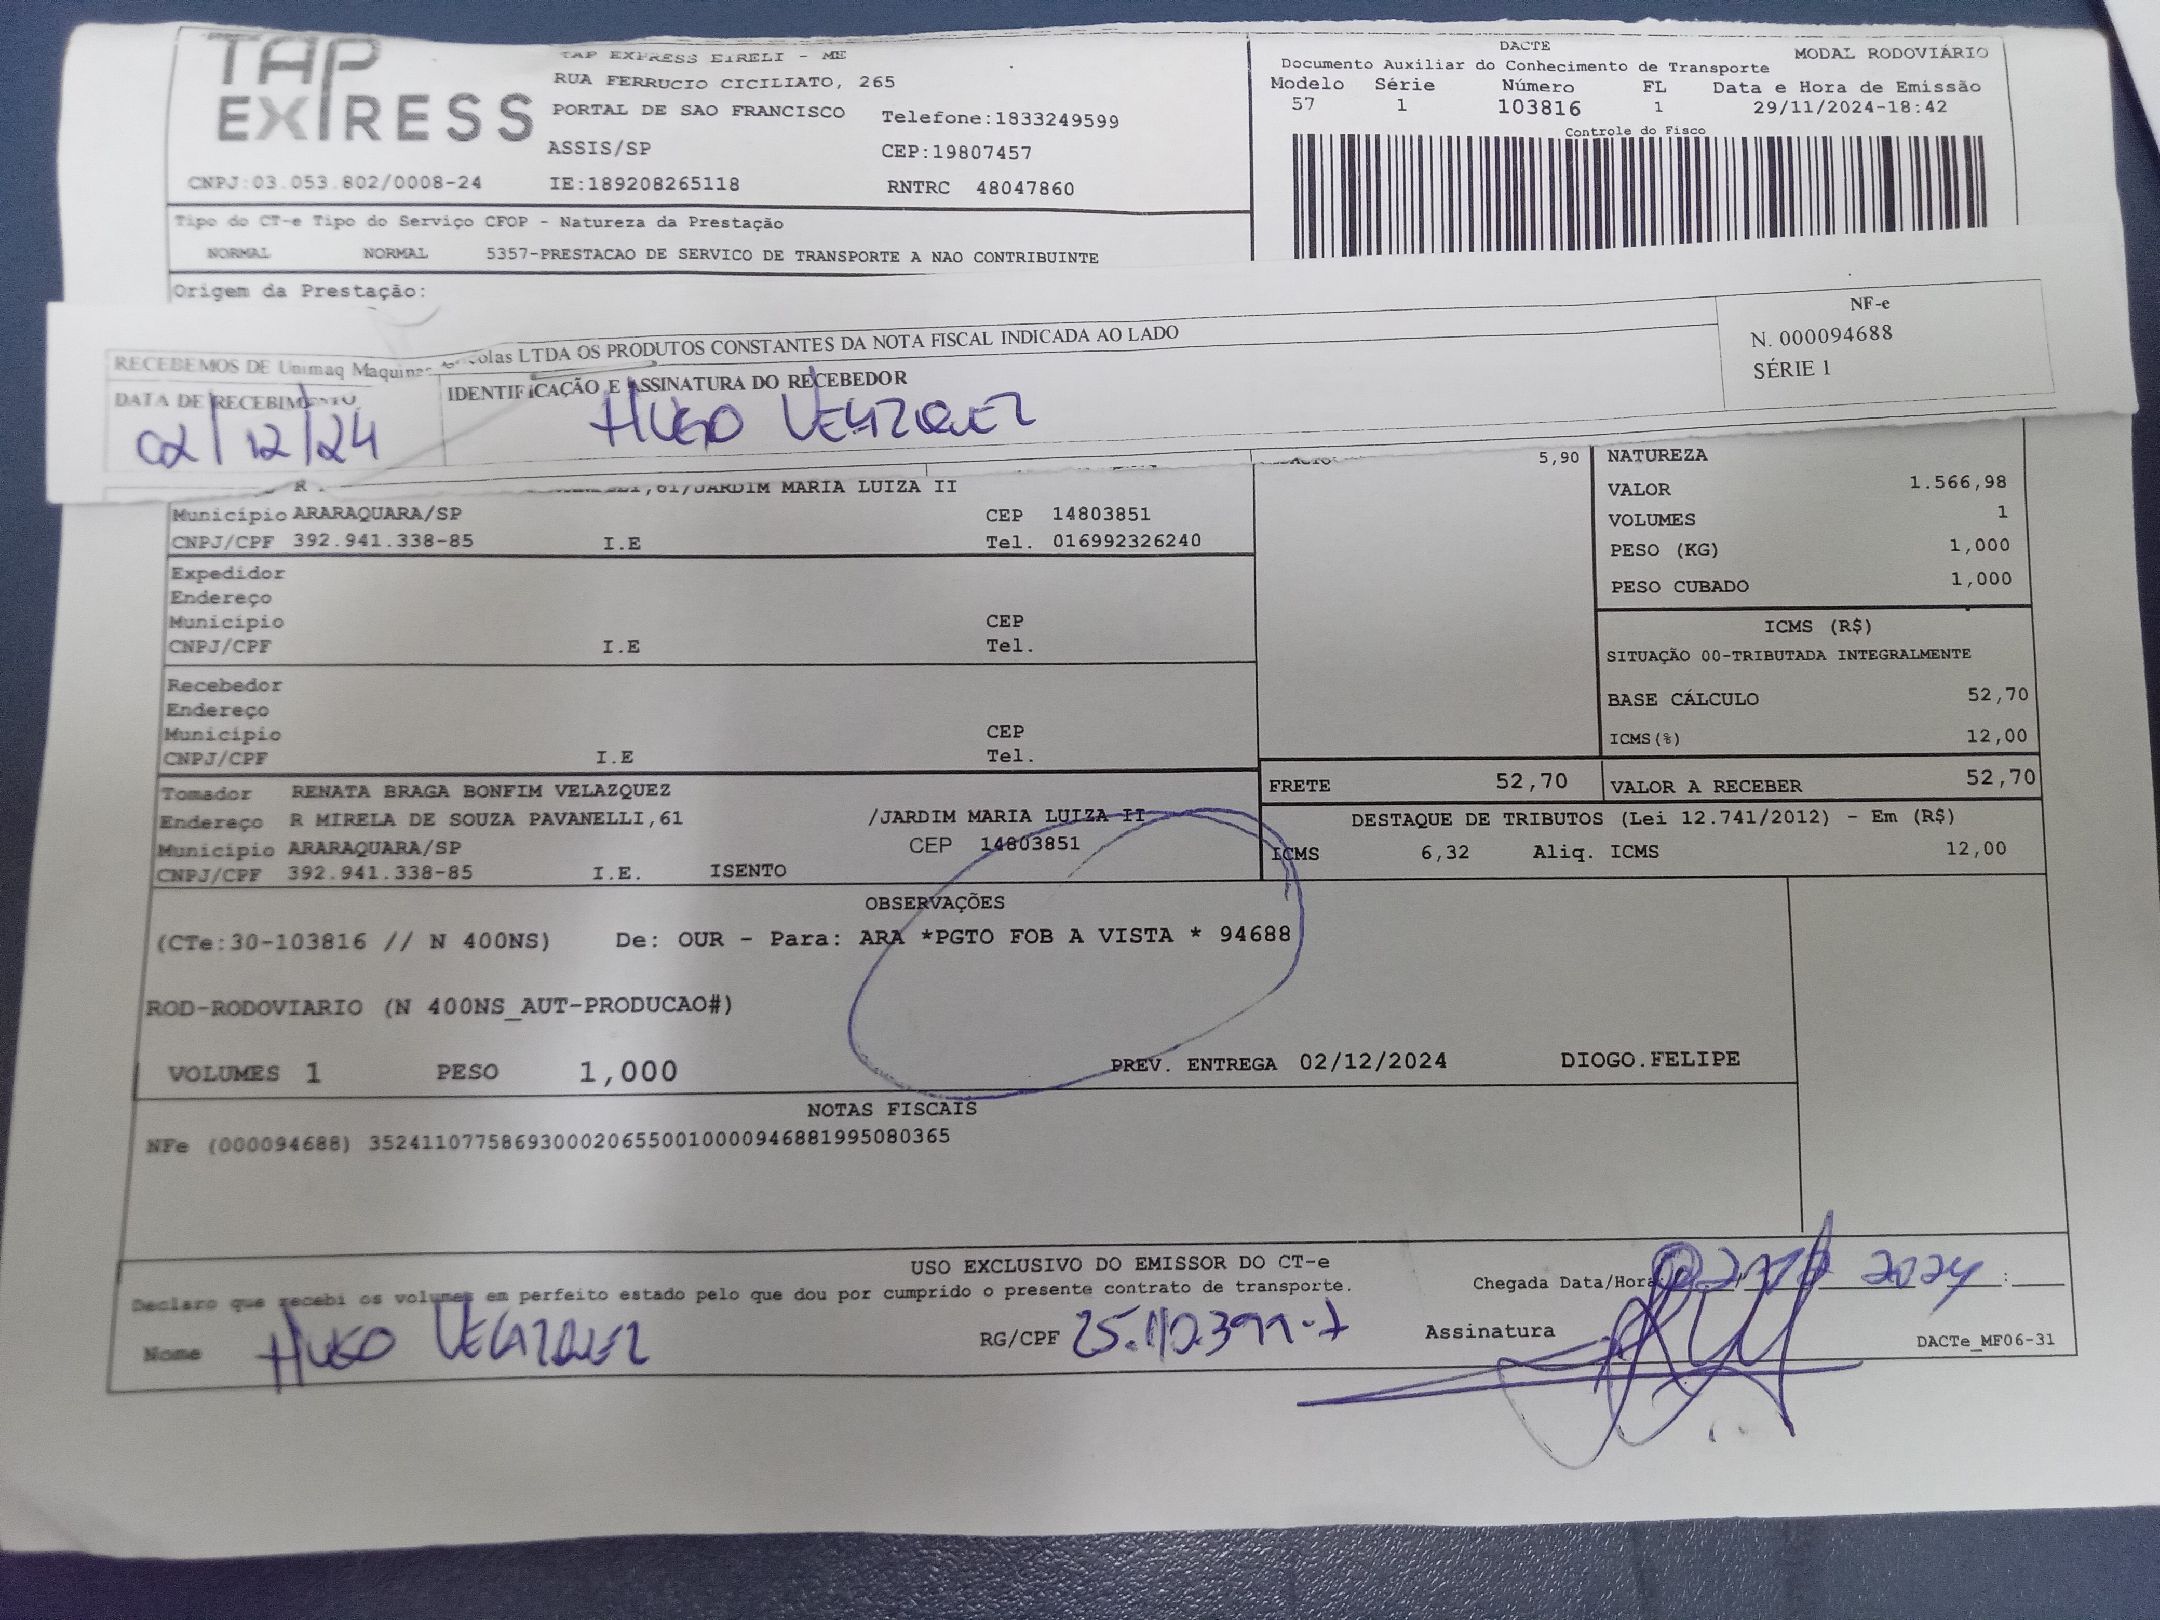 TAP EXPRESS
TAP EXPRESS EIRELI - ME
RUA FERRUCIO CICILIATO, 265
PORTAL DE SAO FRANCISCO Telefone:1833249599
ASSIS/SP CEP:19807457
CNPJ:03.053.802/0008-24 IE:189208265118 RNTRC 48047860
DACTE MODAL RODOVIÁRIO
Documento Auxiliar do Conhecimento de Transporte
Modelo Série Número FL Data e Hora de Emissão
57 1 103816 1 29/11/2024-18:42
Controle do Fisco
Tipo do CT-e Tipo do Serviço CFOP - Natureza da Prestação
NORMAL NORMAL 5357-PRESTACAO DE SERVICO DE TRANSPORTE A NAO CONTRIBUINTE
Origem da Prestação:
RECEBEMOS DE Unimaq Maquinas LTDA OS PRODUTOS CONSTANTES DA NOTA FISCAL INDICADA AO LADO
DATA DE RECEBIMENTO
02/12/24
IDENTIFICAÇÃO E ASSINATURA DO RECEBEDOR
HUGO VELAZQUEZ
NF-e
N. 000094688
SÉRIE 1
R ,61/JARDIM MARIA LUIZA II
Município ARARAQUARA/SP CEP 14803851
CNPJ/CPF 392.941.338-85 I.E Tel. 016992326240
5,90
NATUREZA
VALOR 1.566,98
VOLUMES 1
PESO (KG) 1,000
PESO CUBADO 1,000
Expedidor
Endereço
Município CEP
CNPJ/CPF I.E Tel.
ICMS (R$)
SITUAÇÃO 00-TRIBUTADA INTEGRALMENTE
BASE CÁLCULO 52,70
ICMS(%) 12,00
Recebedor
Endereço
Município CEP
CNPJ/CPF I.E Tel.
FRETE 52,70 VALOR A RECEBER 52,70
Tomador RENATA BRAGA BONFIM VELAZQUEZ
Endereço R MIRELA DE SOUZA PAVANELLI,61 /JARDIM MARIA LUIZA II
Município ARARAQUARA/SP CEP 14803851
CNPJ/CPF 392.941.338-85 I.E. ISENTO
DESTAQUE DE TRIBUTOS (Lei 12.741/2012) - Em (R$)
ICMS 6,32 Aliq. ICMS 12,00
OBSERVAÇÕES
(CTe:30-103816 // N 400NS) De: OUR - Para: ARA *PGTO FOB A VISTA * 94688
ROD-RODOVIARIO (N 400NS_AUT-PRODUCAO#)
VOLUMES 1 PESO 1,000 PREV. ENTREGA 02/12/2024 DIOGO.FELIPE
NOTAS FISCAIS
NFe (000094688) 35241107758693000206550010000946881995080365
USO EXCLUSIVO DO EMISSOR DO CT-e
Declaro que recebi os volumes em perfeito estado pelo que dou por cumprido o presente contrato de transporte.
Chegada Data/Hora: 2024 :
Nome HUGO VELAZQUEZ RG/CPF Assinatura
DACTe_MF06-31